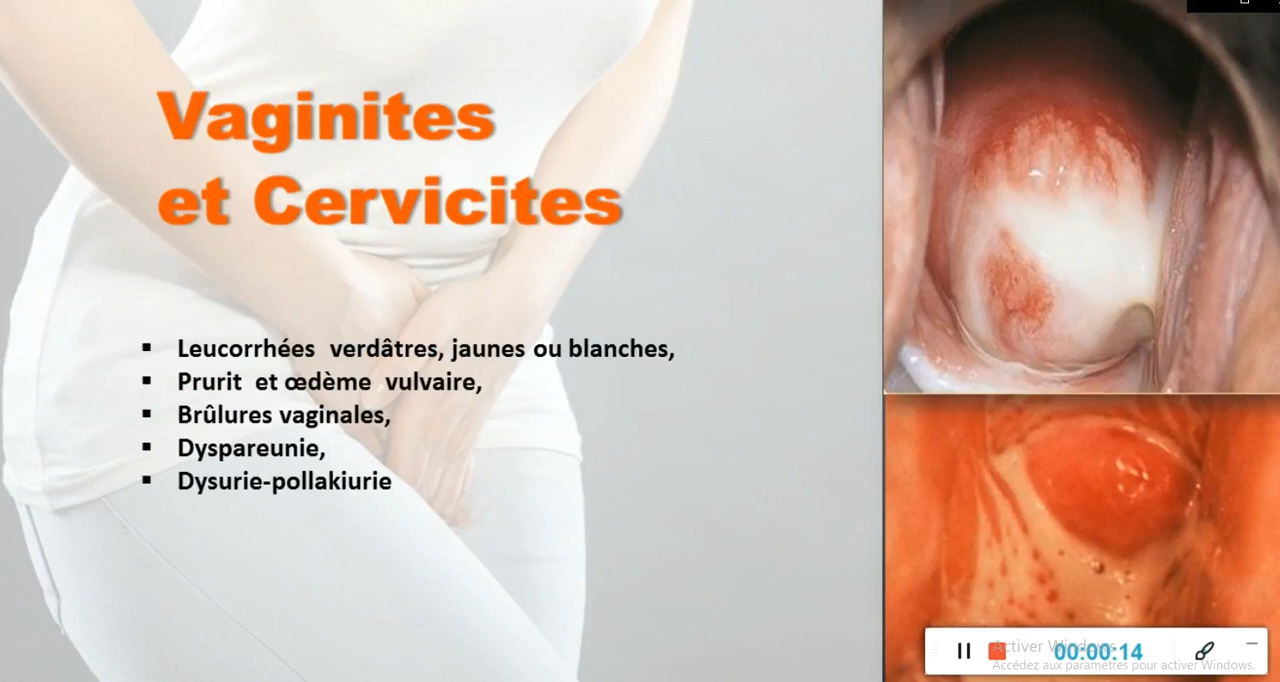 Vaginites
et Cervicites
▪ Leucorrhées verdâtres, jaunes ou blanches,
▪ Prurit et œdème vulvaire,
▪ Brûlures vaginales,
▪ Dyspareunie,
▪ Dysurie-pollakiurie
Activer Windows
00:00:14
Accédez aux paramètres pour activer Windows.